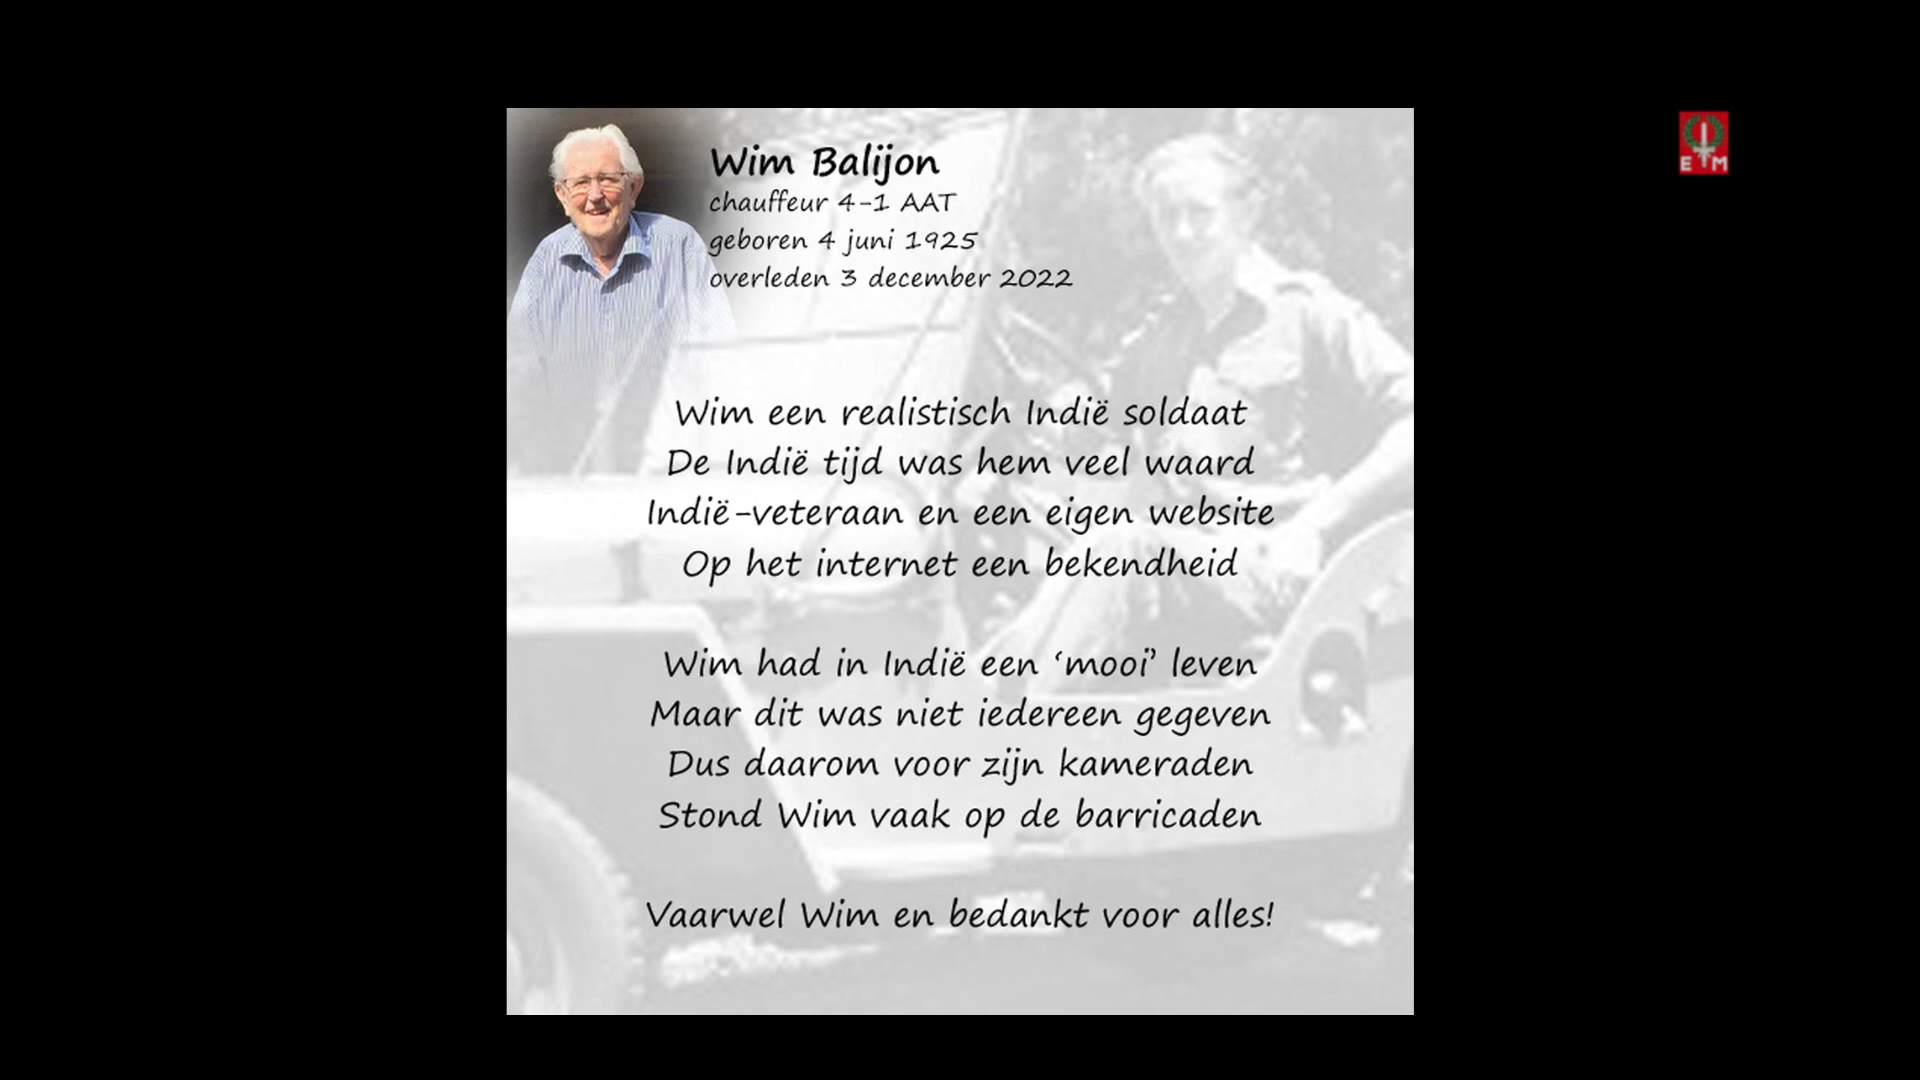 Wim Balijon
chauffeur 4-1 AAT
geboren 4 juni 1925
overleden 3 december 2022
Wim een realistisch Indië soldaat
De Indië tijd was hem veel waard
Indië-veteraan en een eigen website
Op het internet een bekendheid
Wim had in Indië een ‘mooi’ leven
Maar dit was niet iedereen gegeven
Dus daarom voor zijn kameraden
Stond Wim vaak op de barricaden
Vaarwel Wim en bedankt voor alles!
E M